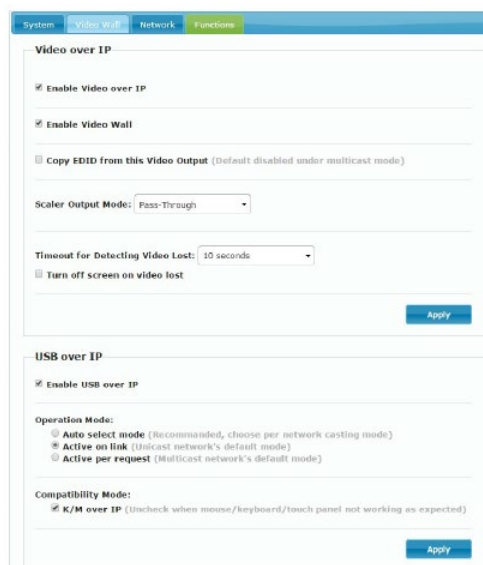 System Video Wall Network Functions
Video over IP
Enable Video over IP
Enable Video Wall
Copy EDID from this Video Output (Default disabled under multicast mode)
Scaler Output Mode: Pass-Through
Timeout for Detecting Video Lost: 10 seconds
Turn off screen on video lost
Apply
USB over IP
Enable USB over IP
Operation Mode:
Auto select mode (Recommanded, choose per network casting mode)
Active on link (Unicast network's default mode)
Active per request (Multicast network's default mode)
Compatibility Mode:
K/M over IP (Uncheck when mouse/keyboard/touch panel not working as expected)
Apply